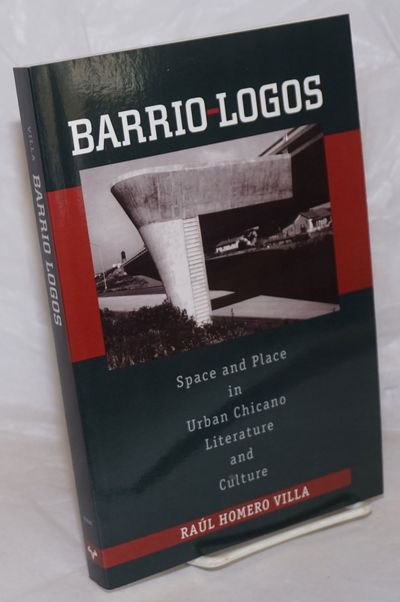 BARRIO-LOGOS
Space and Place
in
Urban Chicano
Literature
and
Culture
RAÚL HOMERO VILLA
VILLA
BARRIO LOGOS